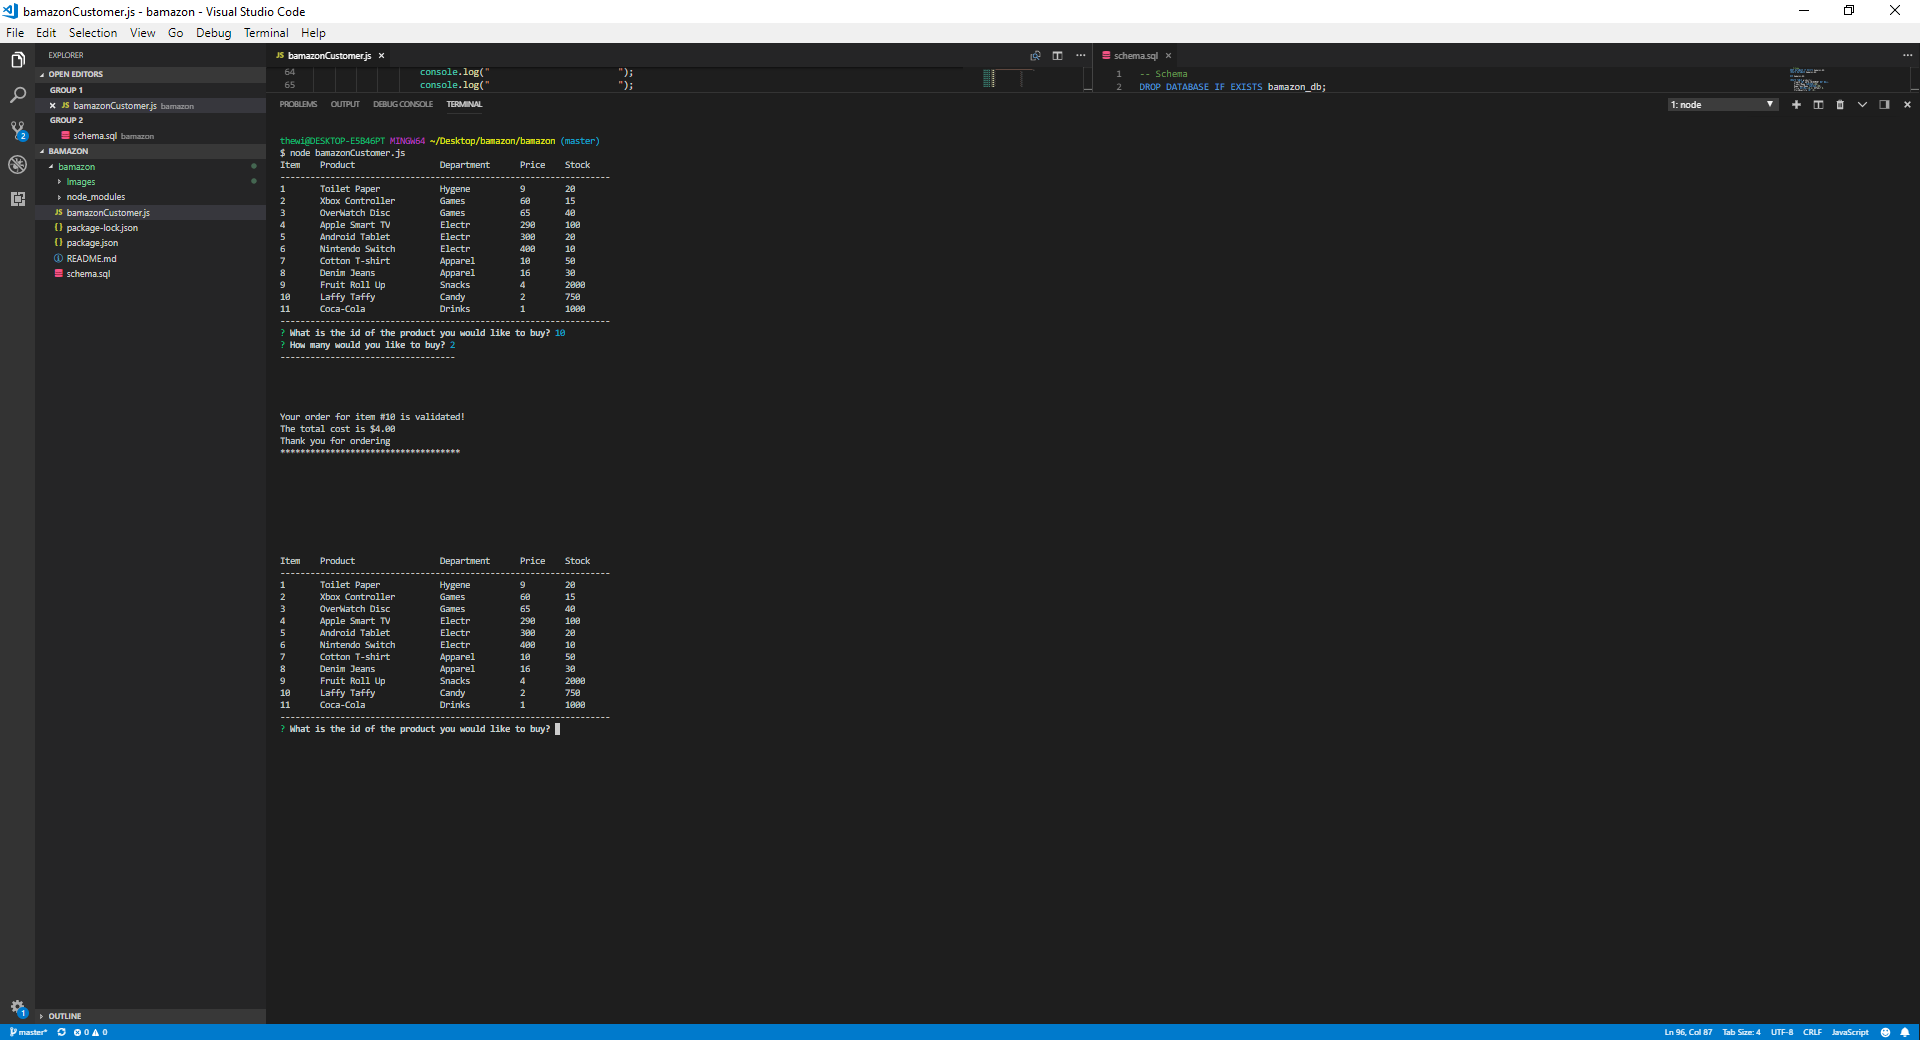 bamazonCustomer.js - bamazon - Visual Studio Code
File Edit Selection View Go Debug Terminal Help
EXPLORER
OPEN EDITORS
GROUP 1
JS bamazonCustomer.js bamazon
GROUP 2
schema.sql bamazon
BAMAZON
bamazon
Images
node_modules
JS bamazonCustomer.js
{} package-lock.json
{} package.json
README.md
schema.sql
OUTLINE
2
1
JS bamazonCustomer.js
64 console.log(" ");
65 console.log(" ");
schema.sql
1 -- Schema
2 DROP DATABASE IF EXISTS bamazon_db;
PROBLEMS OUTPUT DEBUG CONSOLE TERMINAL
1: node
thewi@DESKTOP-E5B46PT MINGW64 ~/Desktop/bamazon/bamazon (master)
$ node bamazonCustomer.js
Item Product Department Price Stock
------------------------------------------------------------------
1 Toilet Paper Hygene 9 20
2 Xbox Controller Games 60 15
3 OverWatch Disc Games 65 40
4 Apple Smart TV Electr 290 100
5 Android Tablet Electr 300 20
6 Nintendo Switch Electr 400 10
7 Cotton T-shirt Apparel 10 50
8 Denim Jeans Apparel 16 30
9 Fruit Roll Up Snacks 4 2000
10 Laffy Taffy Candy 2 750
11 Coca-Cola Drinks 1 1000
------------------------------------------------------------------
? What is the id of the product you would like to buy? 10
? How many would you like to buy? 2
-----------------------------------
Your order for item #10 is validated!
The total cost is $4.00
Thank you for ordering
************************************
Item Product Department Price Stock
------------------------------------------------------------------
1 Toilet Paper Hygene 9 20
2 Xbox Controller Games 60 15
3 OverWatch Disc Games 65 40
4 Apple Smart TV Electr 290 100
5 Android Tablet Electr 300 20
6 Nintendo Switch Electr 400 10
7 Cotton T-shirt Apparel 10 50
8 Denim Jeans Apparel 16 30
9 Fruit Roll Up Snacks 4 2000
10 Laffy Taffy Candy 2 750
11 Coca-Cola Drinks 1 1000
------------------------------------------------------------------
? What is the id of the product you would like to buy?
master* 0 0 Ln 96, Col 87 Tab Size: 4 UTF-8 CRLF JavaScript